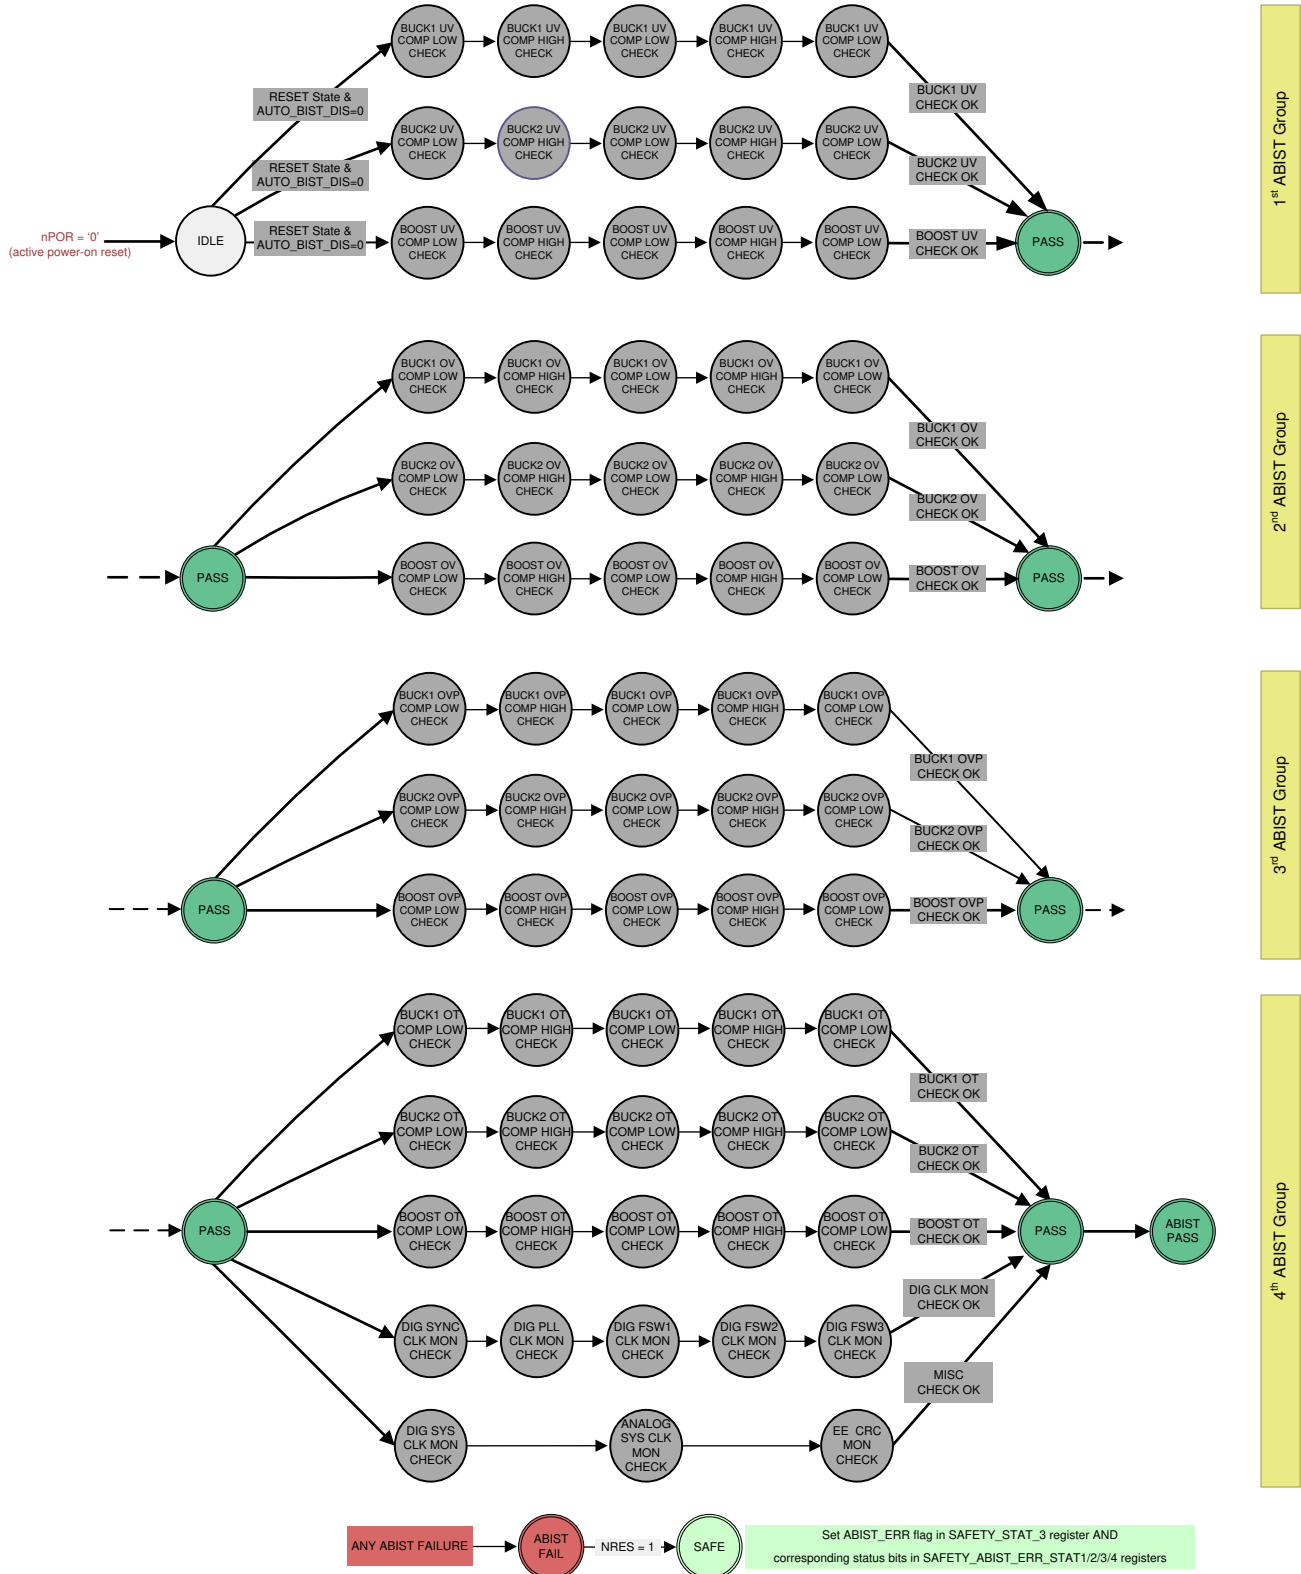 BUCK1 UV
COMP LOW
CHECK
BUCK1 UV
COMP HIGH
CHECK
BUCK1 UV
COMP LOW
CHECK
BUCK1 UV
COMP HIGH
CHECK
BUCK1 UV
COMP LOW
CHECK
RESET State &
AUTO_BIST_DIS=0
BUCK1 UV
CHECK OK
BUCK2 UV
COMP LOW
CHECK
BUCK2 UV
COMP HIGH
CHECK
BUCK2 UV
COMP LOW
CHECK
BUCK2 UV
COMP HIGH
CHECK
BUCK2 UV
COMP LOW
CHECK
RESET State &
AUTO_BIST_DIS=0
BUCK2 UV
CHECK OK
nPOR = ‘0’
(active power-on reset)
IDLE
RESET State &
AUTO_BIST_DIS=0
BOOST UV
COMP LOW
CHECK
BOOST UV
COMP HIGH
CHECK
BOOST UV
COMP LOW
CHECK
BOOST UV
COMP HIGH
CHECK
BOOST UV
COMP LOW
CHECK
BOOST UV
CHECK OK
PASS
1st ABIST Group
BUCK1 OV
COMP LOW
CHECK
BUCK1 OV
COMP HIGH
CHECK
BUCK1 OV
COMP LOW
CHECK
BUCK1 OV
COMP HIGH
CHECK
BUCK1 OV
COMP LOW
CHECK
BUCK1 OV
CHECK OK
BUCK2 OV
COMP LOW
CHECK
BUCK2 OV
COMP HIGH
CHECK
BUCK2 OV
COMP LOW
CHECK
BUCK2 OV
COMP HIGH
CHECK
BUCK2 OV
COMP LOW
CHECK
BUCK2 OV
CHECK OK
PASS
BOOST OV
COMP LOW
CHECK
BOOST OV
COMP HIGH
CHECK
BOOST OV
COMP LOW
CHECK
BOOST OV
COMP HIGH
CHECK
BOOST OV
COMP LOW
CHECK
BOOST OV
CHECK OK
PASS
2nd ABIST Group
BUCK1 OVP
COMP LOW
CHECK
BUCK1 OVP
COMP HIGH
CHECK
BUCK1 OVP
COMP LOW
CHECK
BUCK1 OVP
COMP HIGH
CHECK
BUCK1 OVP
COMP LOW
CHECK
BUCK1 OVP
CHECK OK
BUCK2 OVP
COMP LOW
CHECK
BUCK2 OVP
COMP HIGH
CHECK
BUCK2 OVP
COMP LOW
CHECK
BUCK2 OVP
COMP HIGH
CHECK
BUCK2 OVP
COMP LOW
CHECK
BUCK2 OVP
CHECK OK
PASS
BOOST OVP
COMP LOW
CHECK
BOOST OVP
COMP HIGH
CHECK
BOOST OVP
COMP LOW
CHECK
BOOST OVP
COMP HIGH
CHECK
BOOST OVP
COMP LOW
CHECK
BOOST OVP
CHECK OK
PASS
3rd ABIST Group
BUCK1 OT
COMP LOW
CHECK
BUCK1 OT
COMP HIGH
CHECK
BUCK1 OT
COMP LOW
CHECK
BUCK1 OT
COMP HIGH
CHECK
BUCK1 OT
COMP LOW
CHECK
BUCK1 OT
CHECK OK
BUCK2 OT
COMP LOW
CHECK
BUCK2 OT
COMP HIGH
CHECK
BUCK2 OT
COMP LOW
CHECK
BUCK2 OT
COMP HIGH
CHECK
BUCK2 OT
COMP LOW
CHECK
BUCK2 OT
CHECK OK
PASS
BOOST OT
COMP LOW
CHECK
BOOST OT
COMP HIGH
CHECK
BOOST OT
COMP LOW
CHECK
BOOST OT
COMP HIGH
CHECK
BOOST OT
COMP LOW
CHECK
BOOST OT
CHECK OK
PASS
ABIST
PASS
DIG SYNC
CLK MON
CHECK
DIG PLL
CLK MON
CHECK
DIG FSW1
CLK MON
CHECK
DIG FSW2
CLK MON
CHECK
DIG FSW3
CLK MON
CHECK
DIG CLK MON
CHECK OK
DIG SYS
CLK MON
CHECK
ANALOG
SYS CLK
MON
CHECK
EE CRC
MON
CHECK
MISC
CHECK OK
4th ABIST Group
ANY ABIST FAILURE
ABIST
FAIL
NRES = 1
SAFE
Set ABIST_ERR flag in SAFETY_STAT_3 register AND
corresponding status bits in SAFETY_ABIST_ERR_STAT1/2/3/4 registers